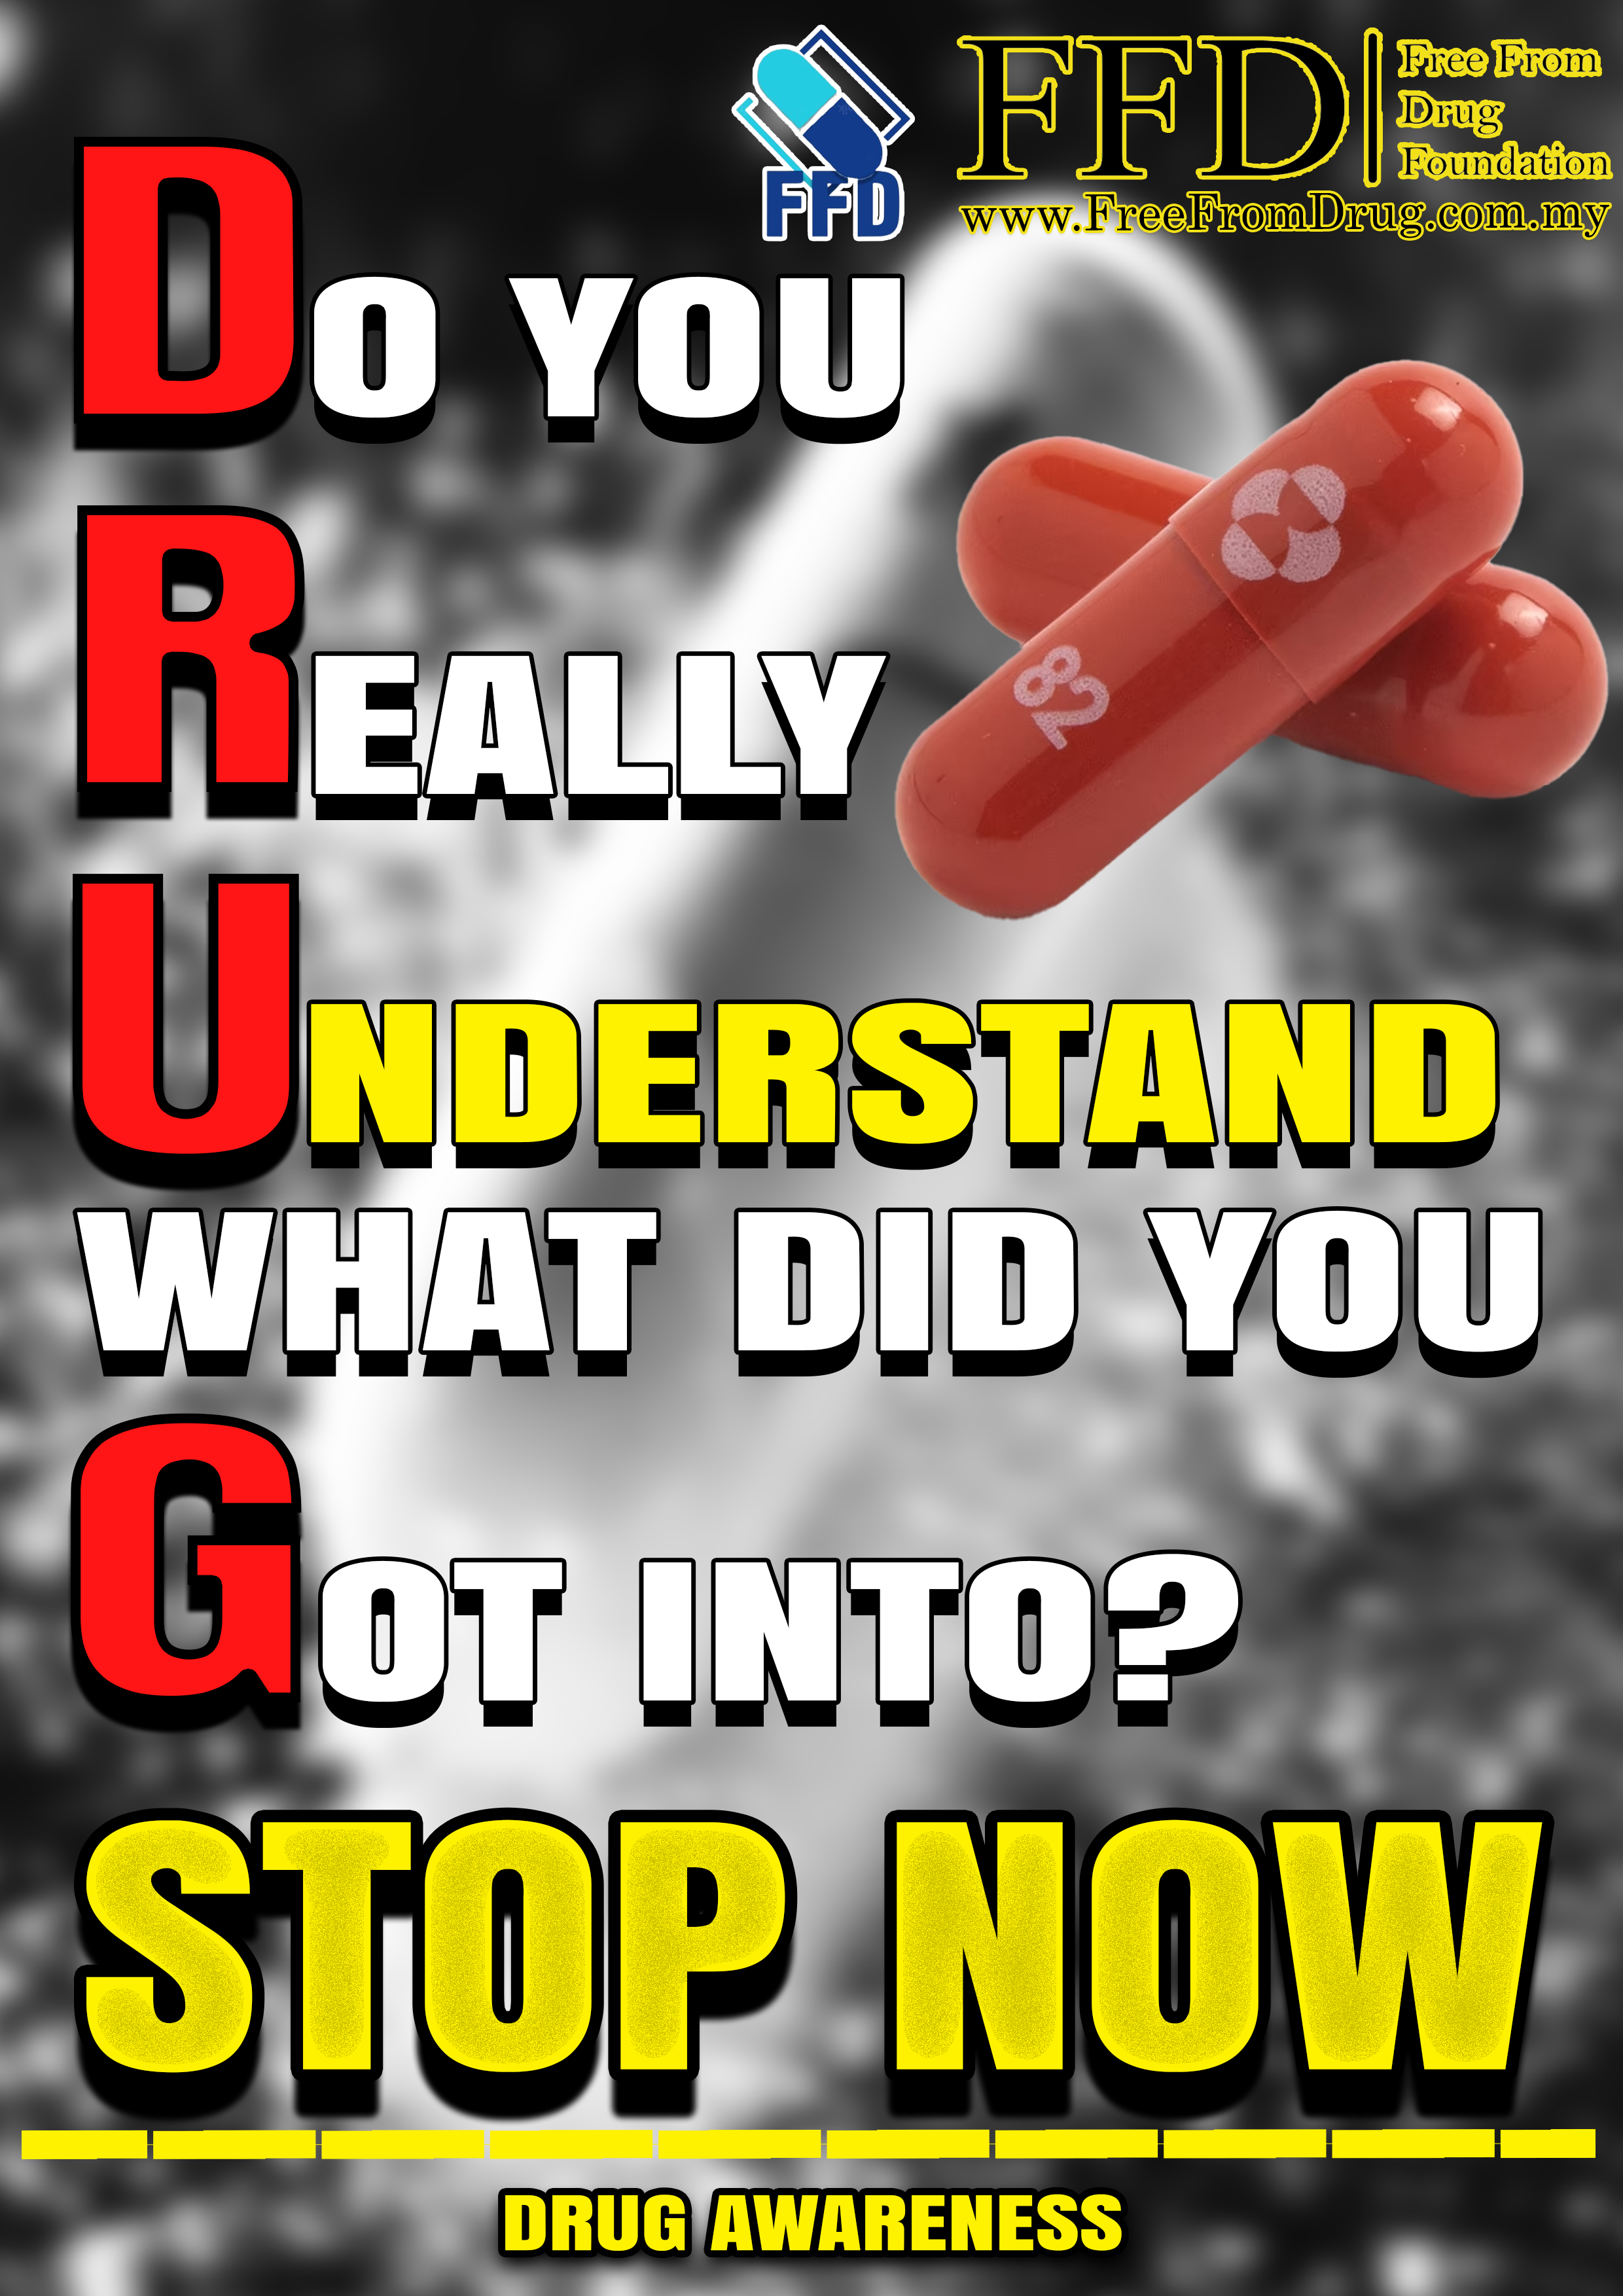 FFD
FFD
Free From
Drug
Foundation
www.FreeFromDrug.com.my
DO YOU
REALLY
82
UNDERSTAND
WHAT DID YOU
GOT INTO?
STOP NOW
DRUG AWARENESS